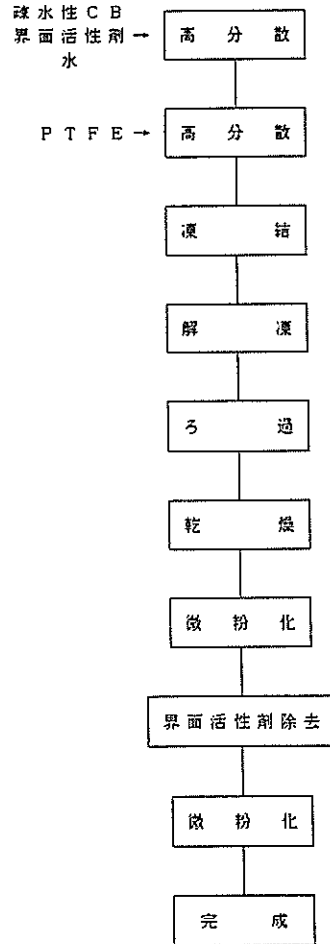 疎水性CB
界面活性剤→
水
高分散
PTFE→
高分散
凍結
解凍
ろ過
乾燥
微粉化
界面活性剤除去
微粉化
完成